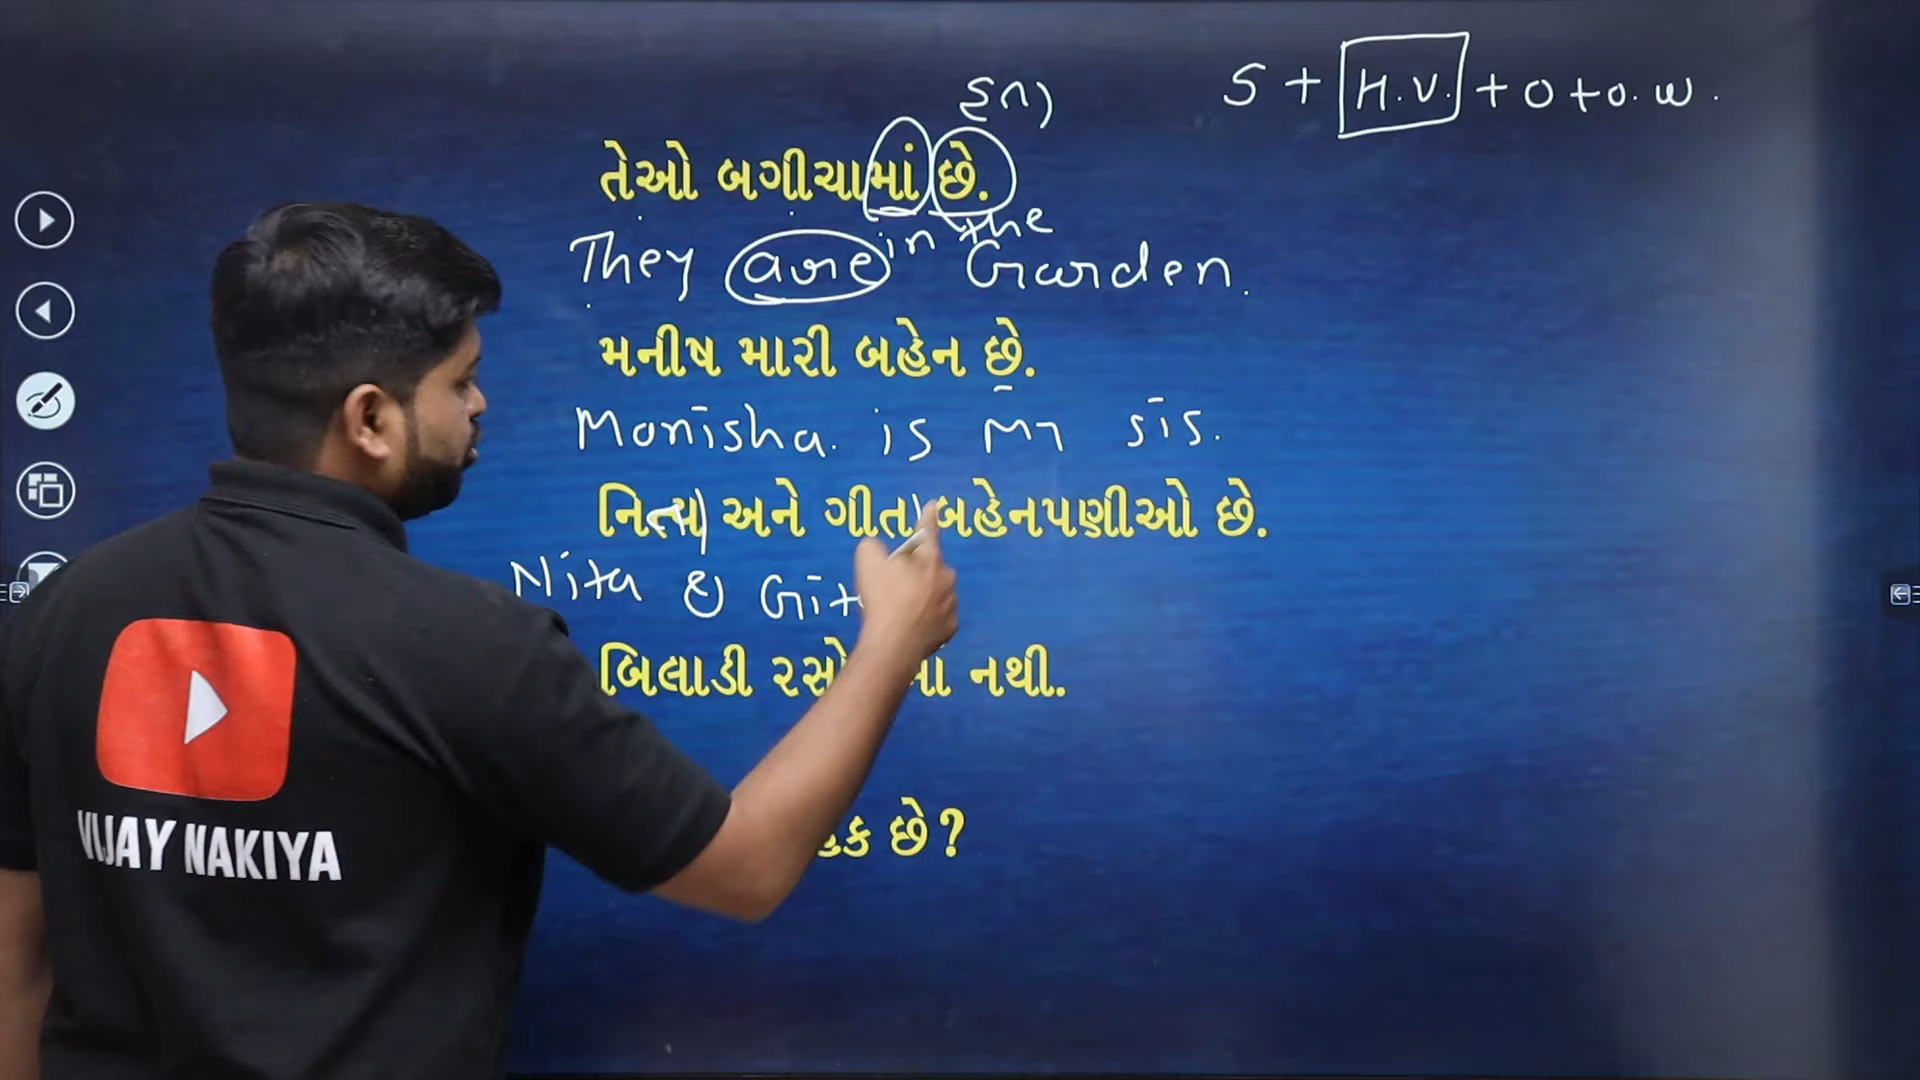 S + H.V. + O + O.W.
તેઓ બગીચામાં છે.
in the
They are Garden.
મનીષ મારી બહેન છે.
Monisha. is my sis.
અને ગીતા બહેનપણીઓ છે.
Nita & Git
બિલાડી નથી.
છે?
VIJAY NAKIYA